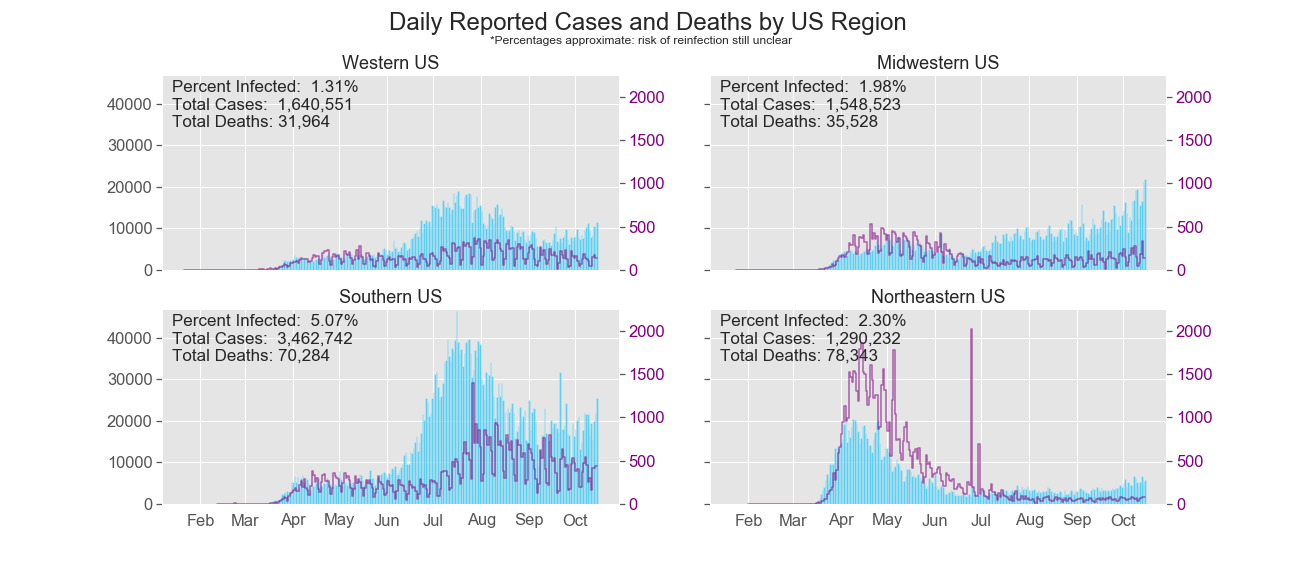 Daily Reported Cases and Deaths by US Region
*Percentages approximate: risk of reinfection still unclear
Western US
Percent Infected:  1.31%
Total Cases:  1,640,551
Total Deaths: 31,964
40000
30000
20000
10000
0
2000
1500
1000
500
0
Midwestern US
Percent Infected:  1.98%
Total Cases:  1,548,523
Total Deaths: 35,528
2000
1500
1000
500
0
Southern US
Percent Infected:  5.07%
Total Cases:  3,462,742
Total Deaths: 70,284
40000
30000
20000
10000
0
2000
1500
1000
500
0
Feb Mar Apr May Jun Jul Aug Sep Oct
Northeastern US
Percent Infected:  2.30%
Total Cases:  1,290,232
Total Deaths: 78,343
2000
1500
1000
500
0
Feb Mar Apr May Jun Jul Aug Sep Oct